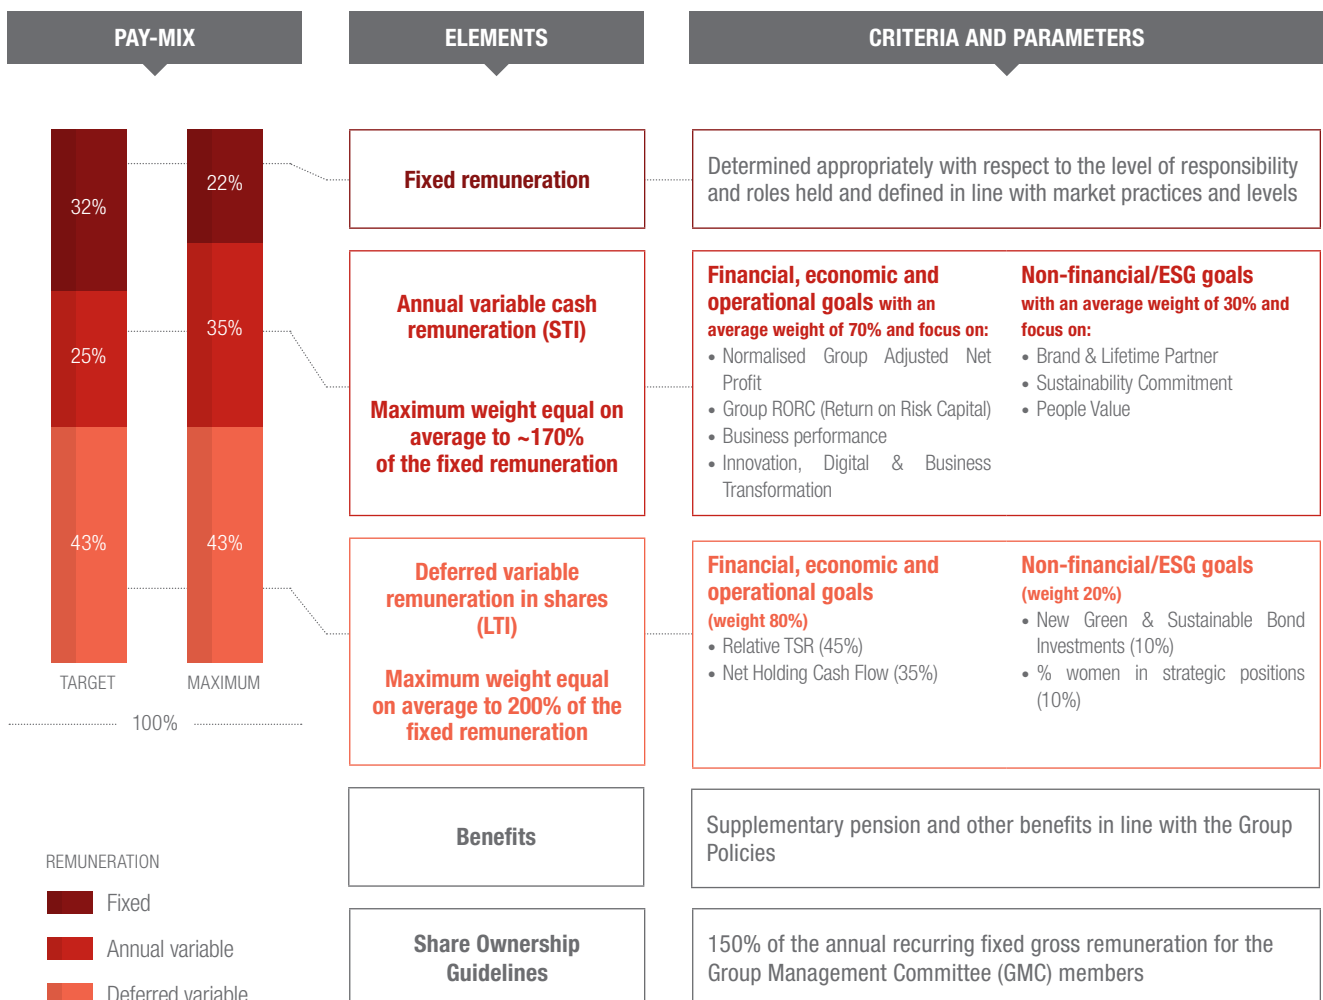 PAY-MIX
ELEMENTS
CRITERIA AND PARAMETERS
32%
25%
43%
TARGET
22%
35%
43%
MAXIMUM
100%
REMUNERATION
Fixed
Annual variable
Deferred variable
Fixed remuneration
Determined appropriately with respect to the level of responsibility
and roles held and defined in line with market practices and levels
Annual variable cash
remuneration (STI)
Maximum weight equal on
average to ~170%
of the fixed remuneration
Financial, economic and
operational goals with an
average weight of 70% and focus on:
• Normalised Group Adjusted Net
Profit
• Group RORC (Return on Risk Capital)
• Business performance
• Innovation, Digital & Business
Transformation
Non-financial/ESG goals
with an average weight of 30% and
focus on:
• Brand & Lifetime Partner
• Sustainability Commitment
• People Value
Deferred variable
remuneration in shares
(LTI)
Maximum weight equal
on average to 200% of the
fixed remuneration
Financial, economic and
operational goals
(weight 80%)
• Relative TSR (45%)
• Net Holding Cash Flow (35%)
Non-financial/ESG goals
(weight 20%)
• New Green & Sustainable Bond
Investments (10%)
• % women in strategic positions
(10%)
Benefits
Supplementary pension and other benefits in line with the Group
Policies
Share Ownership
Guidelines
150% of the annual recurring fixed gross remuneration for the
Group Management Committee (GMC) members